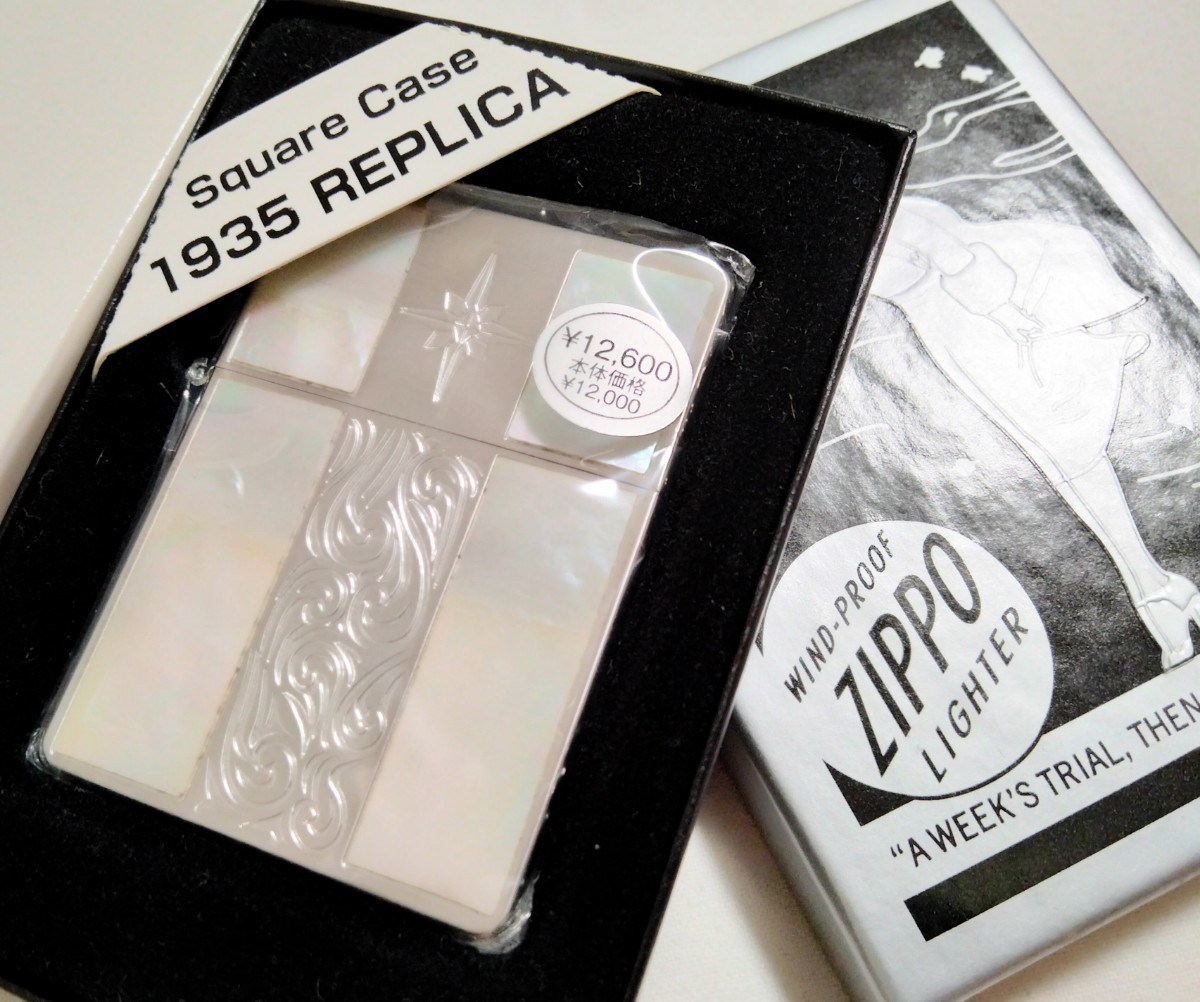 Square Case
1935 REPLICA
¥12,600
本体価格
¥12,000
WIND-PROOF
ZIPPO
LIGHTER
"A WEEK'S TRIAL, THEN